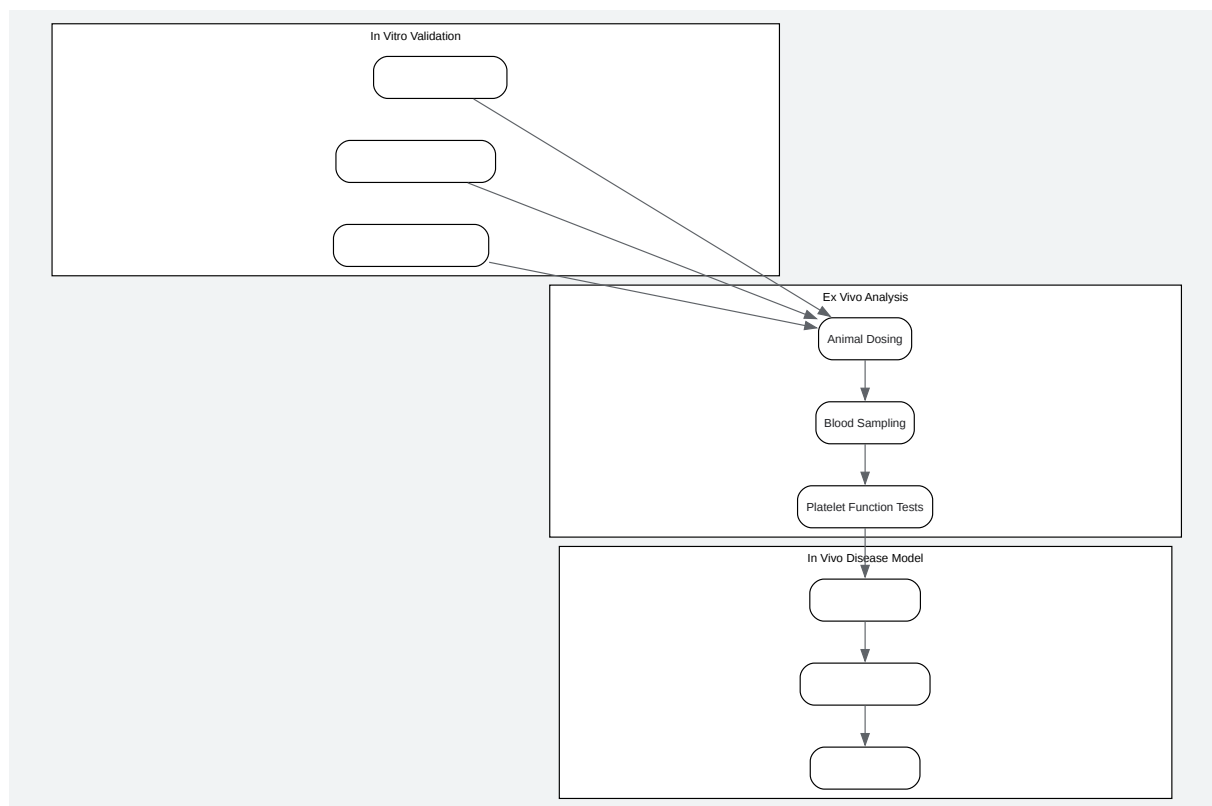 In Vitro Validation
Ex Vivo Analysis
Animal Dosing
Blood Sampling
Platelet Function Tests
In Vivo Disease Model